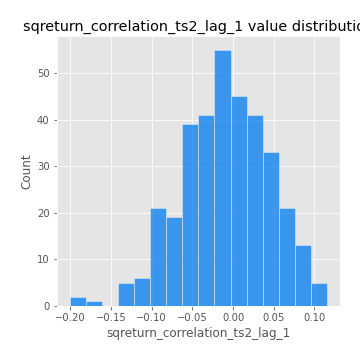 sqreturn_correlation_ts2_lag_1 value distributio
50
40
30
20
10
0
Count
−0.20 −0.15 −0.10 −0.05 0.00 0.05 0.10
sqreturn_correlation_ts2_lag_1